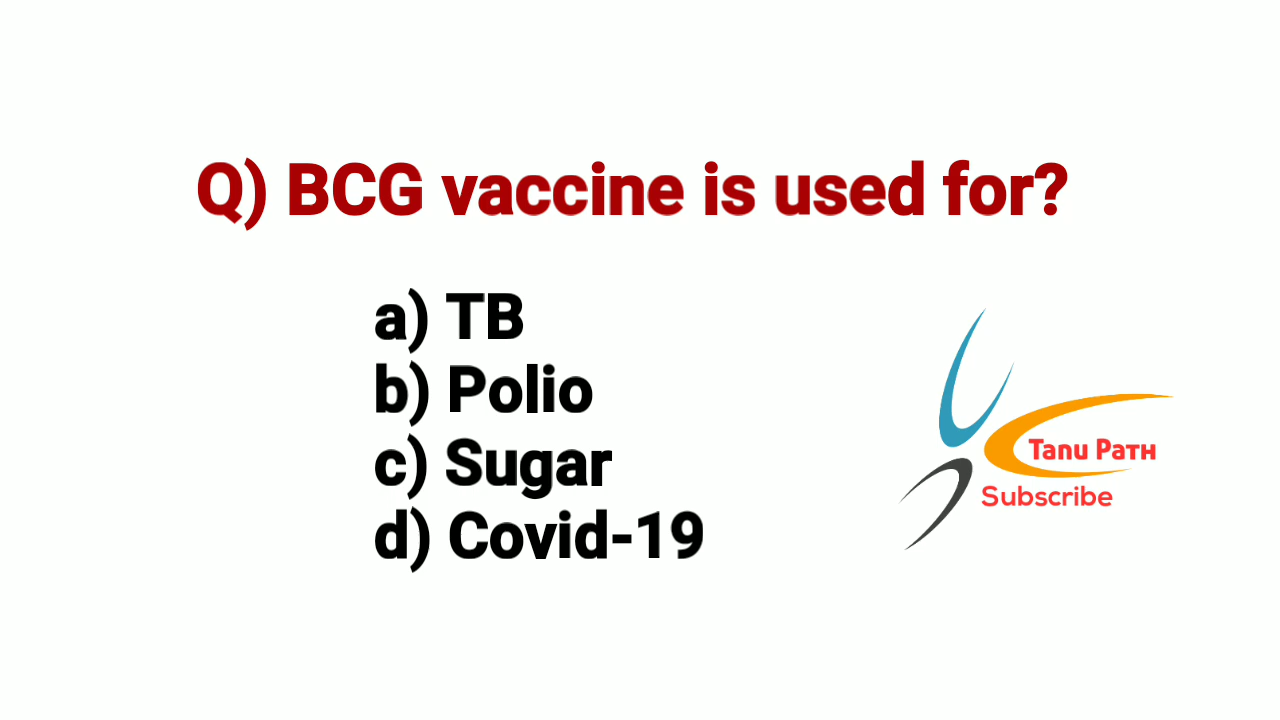 Q) BCG vaccine is used for?
a) TB
b) Polio
c) Sugar
d) Covid-19
Tanu Path
Subscribe